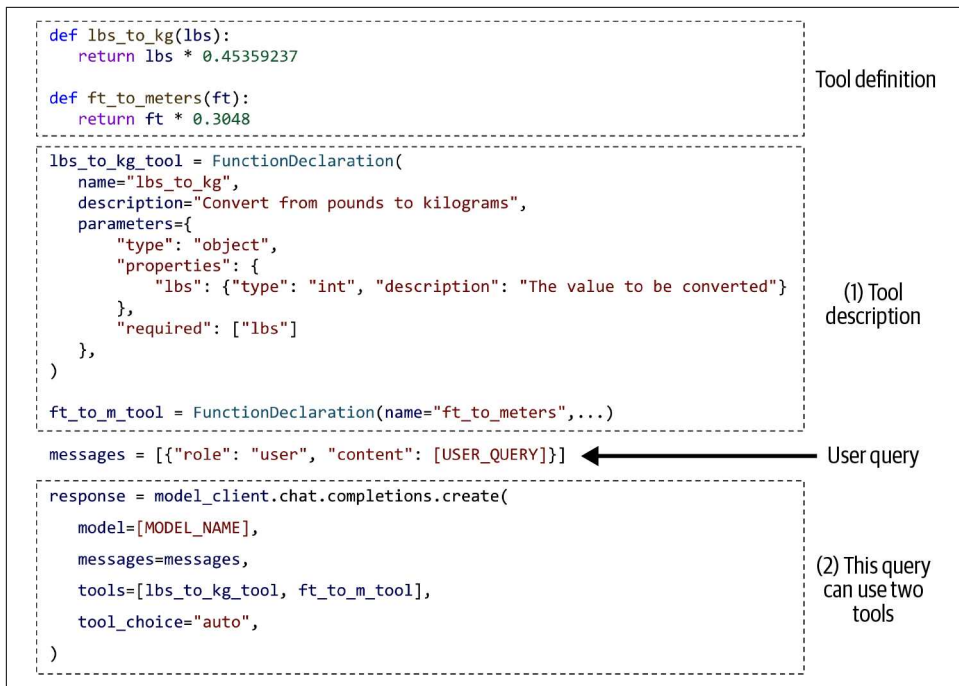 def lbs_to_kg(lbs):
return lbs * 0.45359237
def ft_to_meters(ft):
return ft * 0.3048
Tool definition
lbs_to_kg_tool = FunctionDeclaration(
name="lbs_to_kg",
description="Convert from pounds to kilograms",
parameters={
"type": "object",
"properties": {
"lbs": {"type": "int", "description": "The value to be converted"}
},
"required": ["lbs"]
},
)
ft_to_m_tool = FunctionDeclaration(name="ft_to_meters",...)
(1) Tool
description
messages = [{"role": "user", "content": [USER_QUERY]}]
User query
response = model_client.chat.completions.create(
model=[MODEL_NAME],
messages=messages,
tools=[lbs_to_kg_tool, ft_to_m_tool],
tool_choice="auto",
)
(2) This query
can use two
tools